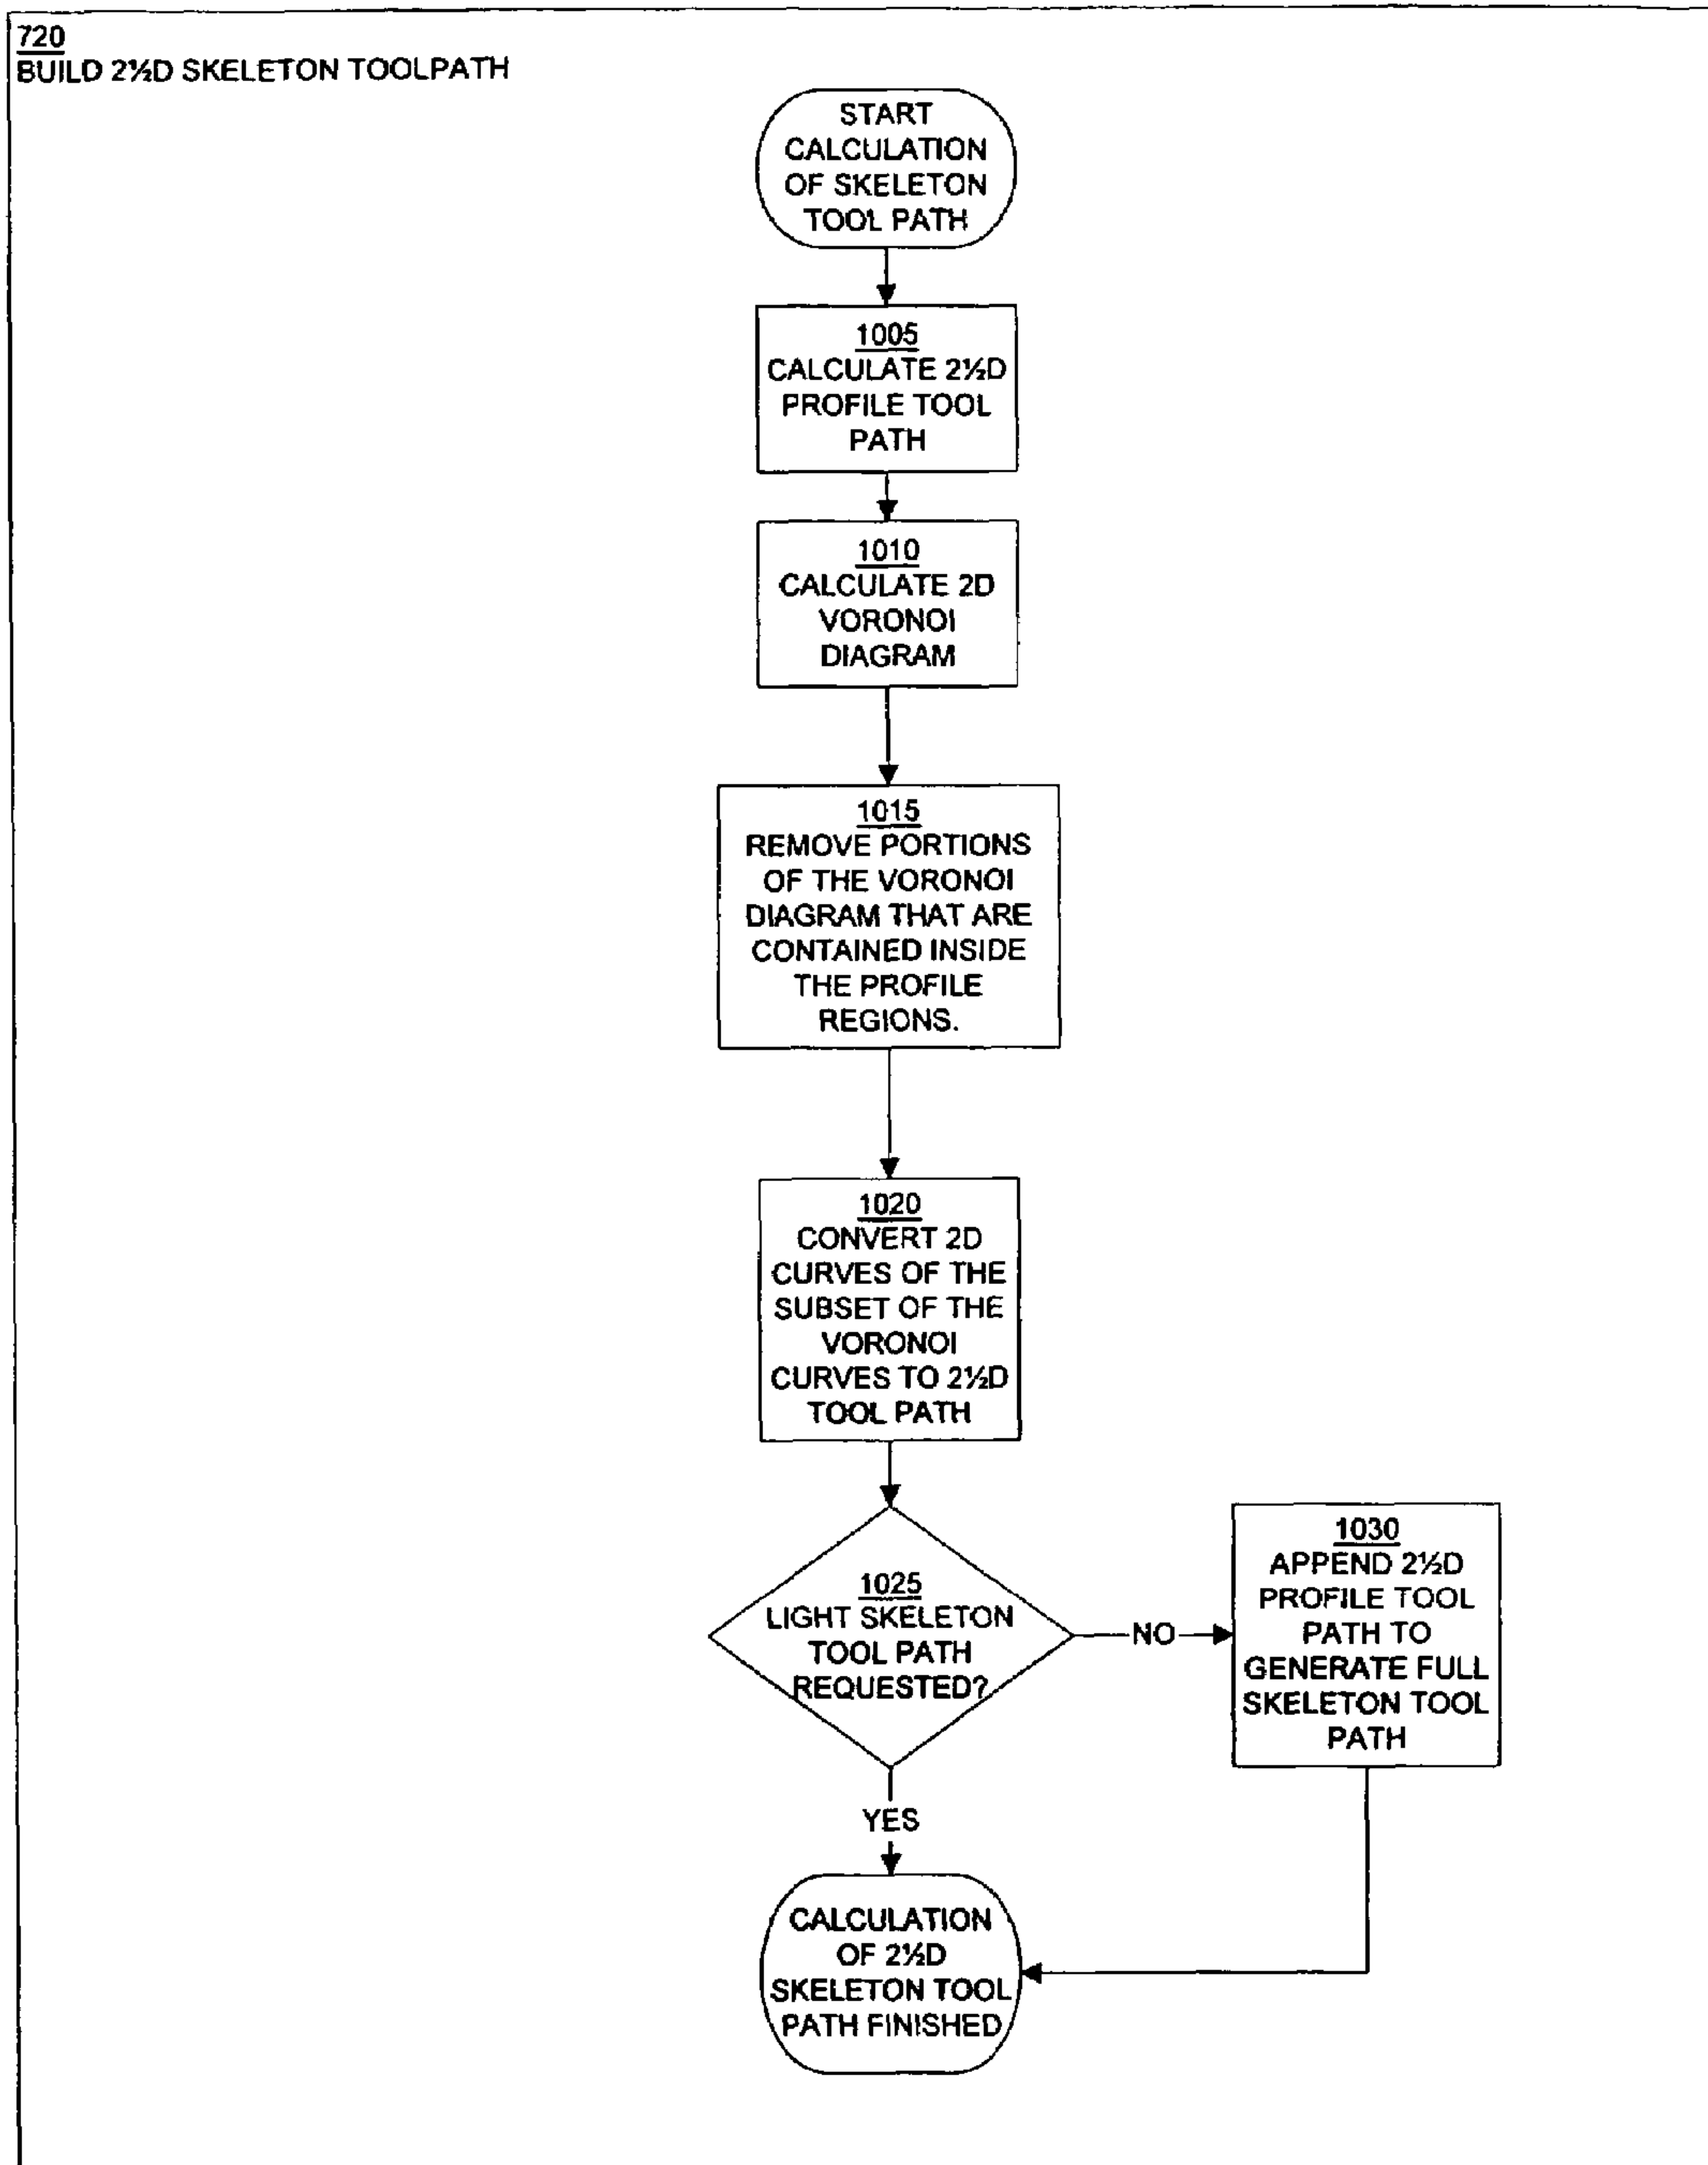 720
BUILD 2½D SKELETON TOOLPATH
START
CALCULATION
OF SKELETON
TOOL PATH
1005
CALCULATE 2½D
PROFILE TOOL
PATH
1010
CALCULATE 2D
VORONOI
DIAGRAM
1015
REMOVE PORTIONS
OF THE VORONOI
DIAGRAM THAT ARE
CONTAINED INSIDE
THE PROFILE
REGIONS.
1020
CONVERT 2D
CURVES OF THE
SUBSET OF THE
VORONOI
CURVES TO 2½D
TOOL PATH
1025
LIGHT SKELETON
TOOL PATH
REQUESTED?
NO
1030
APPEND 2½D
PROFILE TOOL
PATH TO
GENERATE FULL
SKELETON TOOL
PATH
YES
CALCULATION
OF 2½D
SKELETON TOOL
PATH FINISHED